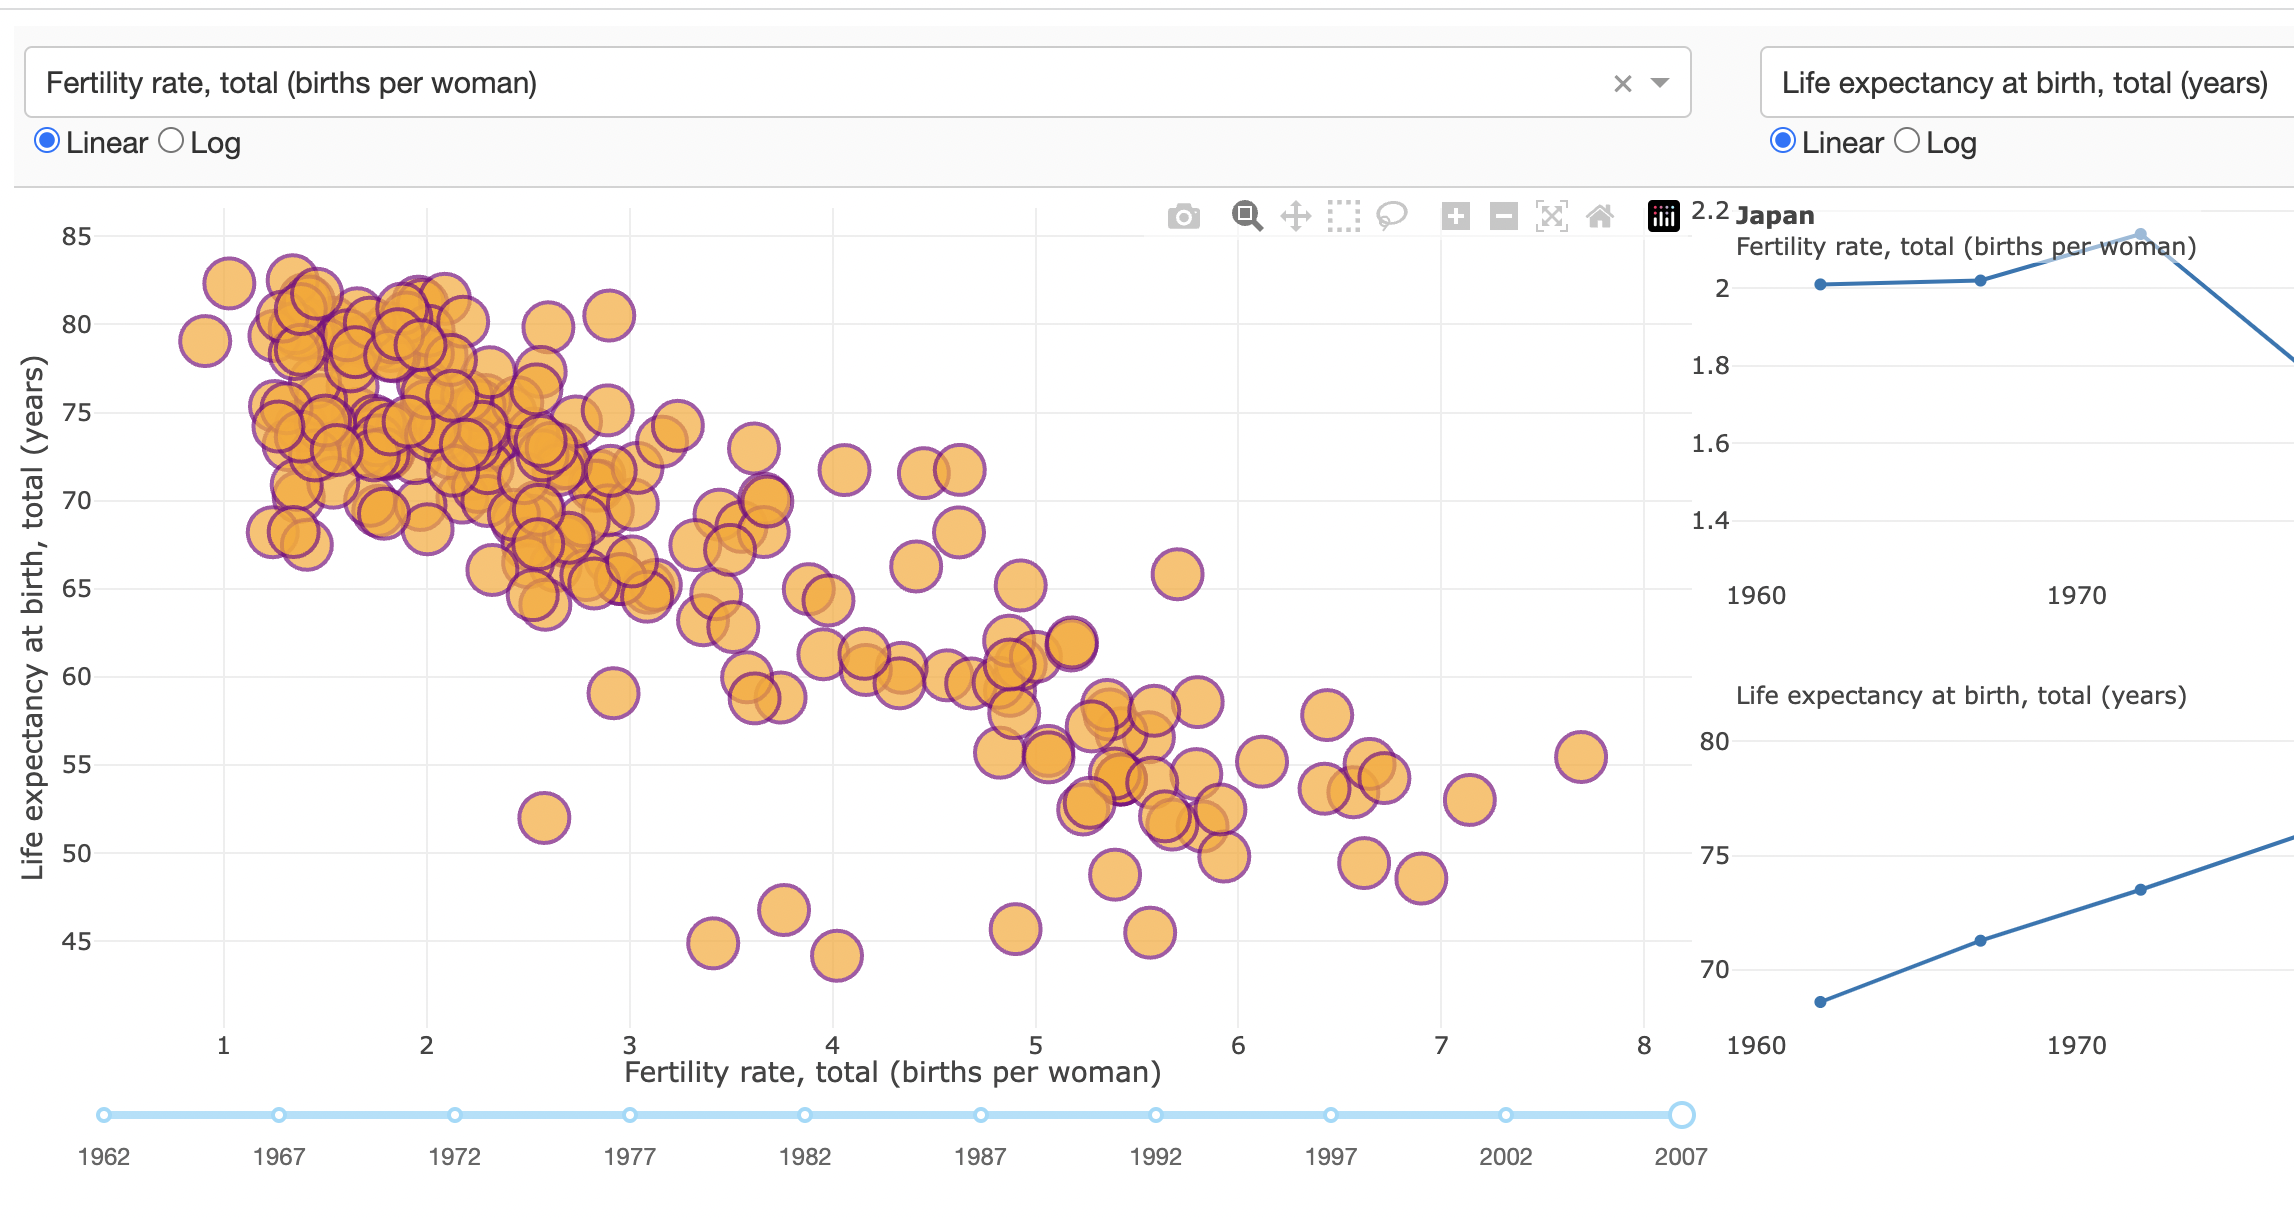 Fertility rate, total (births per woman)
Linear Log
Life expectancy at birth, total (years)
Linear Log
Life expectancy at birth, total (years)
85
80
75
70
65
60
55
50
45
1 2 3 4 5 6 7 8
Fertility rate, total (births per woman)
1962 1967 1972 1977 1982 1987 1992 1997 2002 2007
Japan
Fertility rate, total (births per woman)
2.2
2
1.8
1.6
1.4
1960 1970
Life expectancy at birth, total (years)
80
75
70
1960 1970